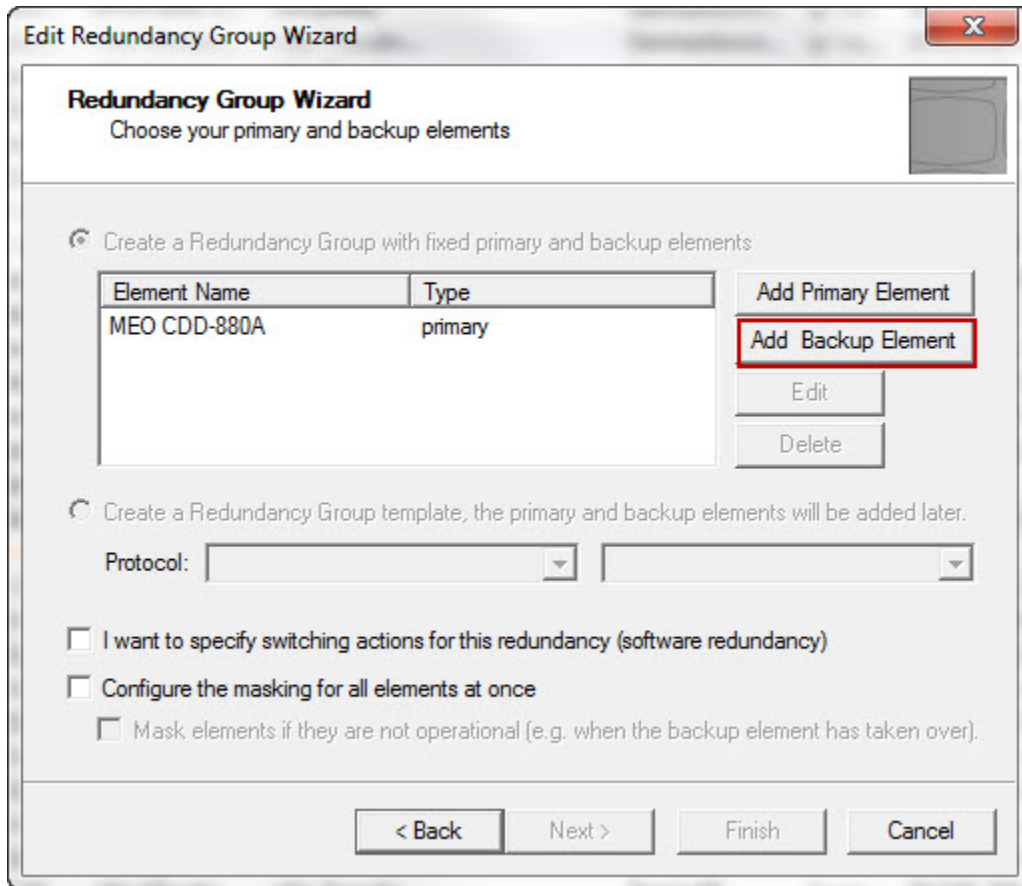 Edit Redundancy Group Wizard
Redundancy Group Wizard
Choose your primary and backup elements
Create a Redundancy Group with fixed primary and backup elements
Element Name Type
MEO CDD-880A primary
Add Primary Element
Add Backup Element
Edit
Delete
Create a Redundancy Group template, the primary and backup elements will be added later.
Protocol:
I want to specify switching actions for this redundancy (software redundancy)
Configure the masking for all elements at once
Mask elements if they are not operational (e.g. when the backup element has taken over).
< Back Next > Finish Cancel